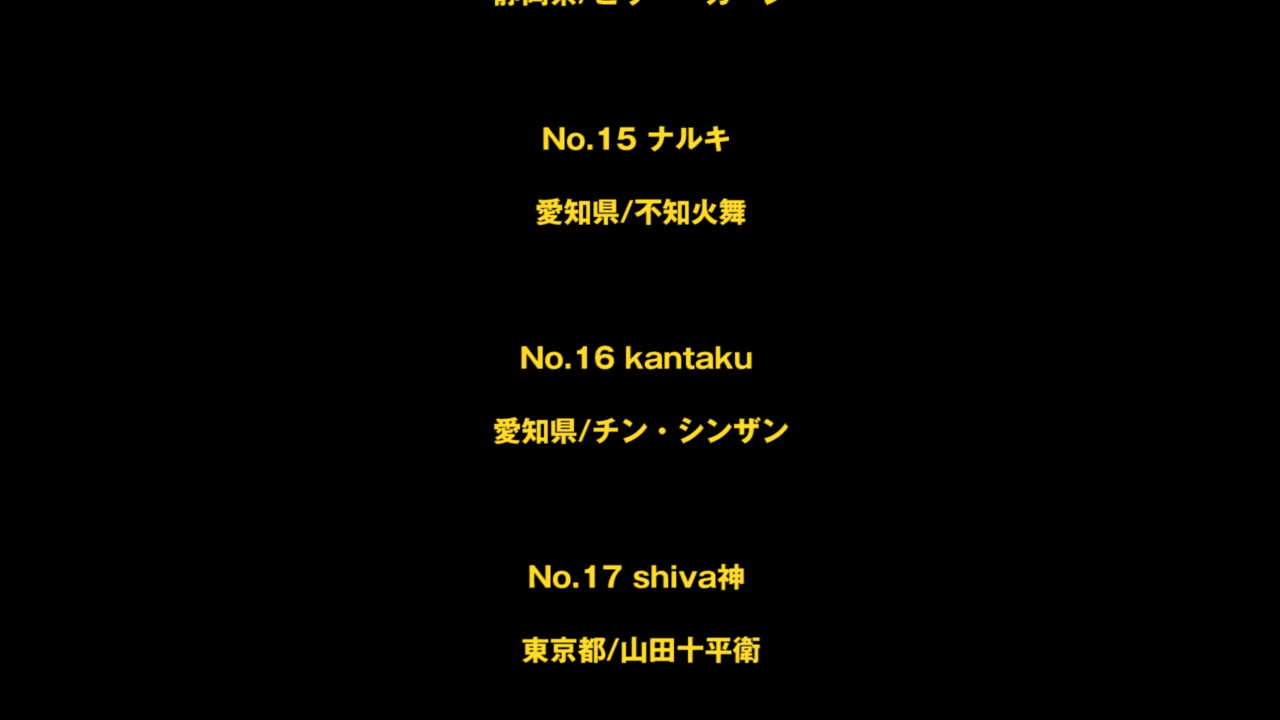 No.15 ナルキ
愛知県/不知火舞
No.16 kantaku
愛知県/チン・シンザン
No.17 shiva神
東京都/山田十平衛